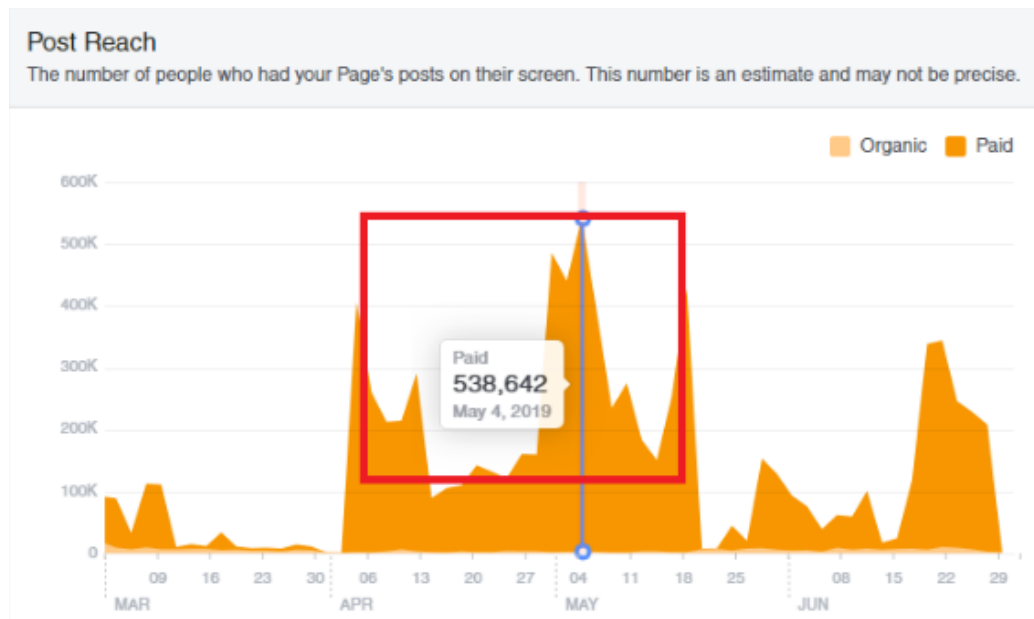 Post Reach
The number of people who had your Page's posts on their screen. This number is an estimate and may not be precise.
Organic Paid
600K
500K
400K
300K
200K
100K
0
Paid
538,642
May 4, 2019
09 16 23 30 06 13 20 27 04 11 18 25 08 15 22 29
MAR APR MAY JUN